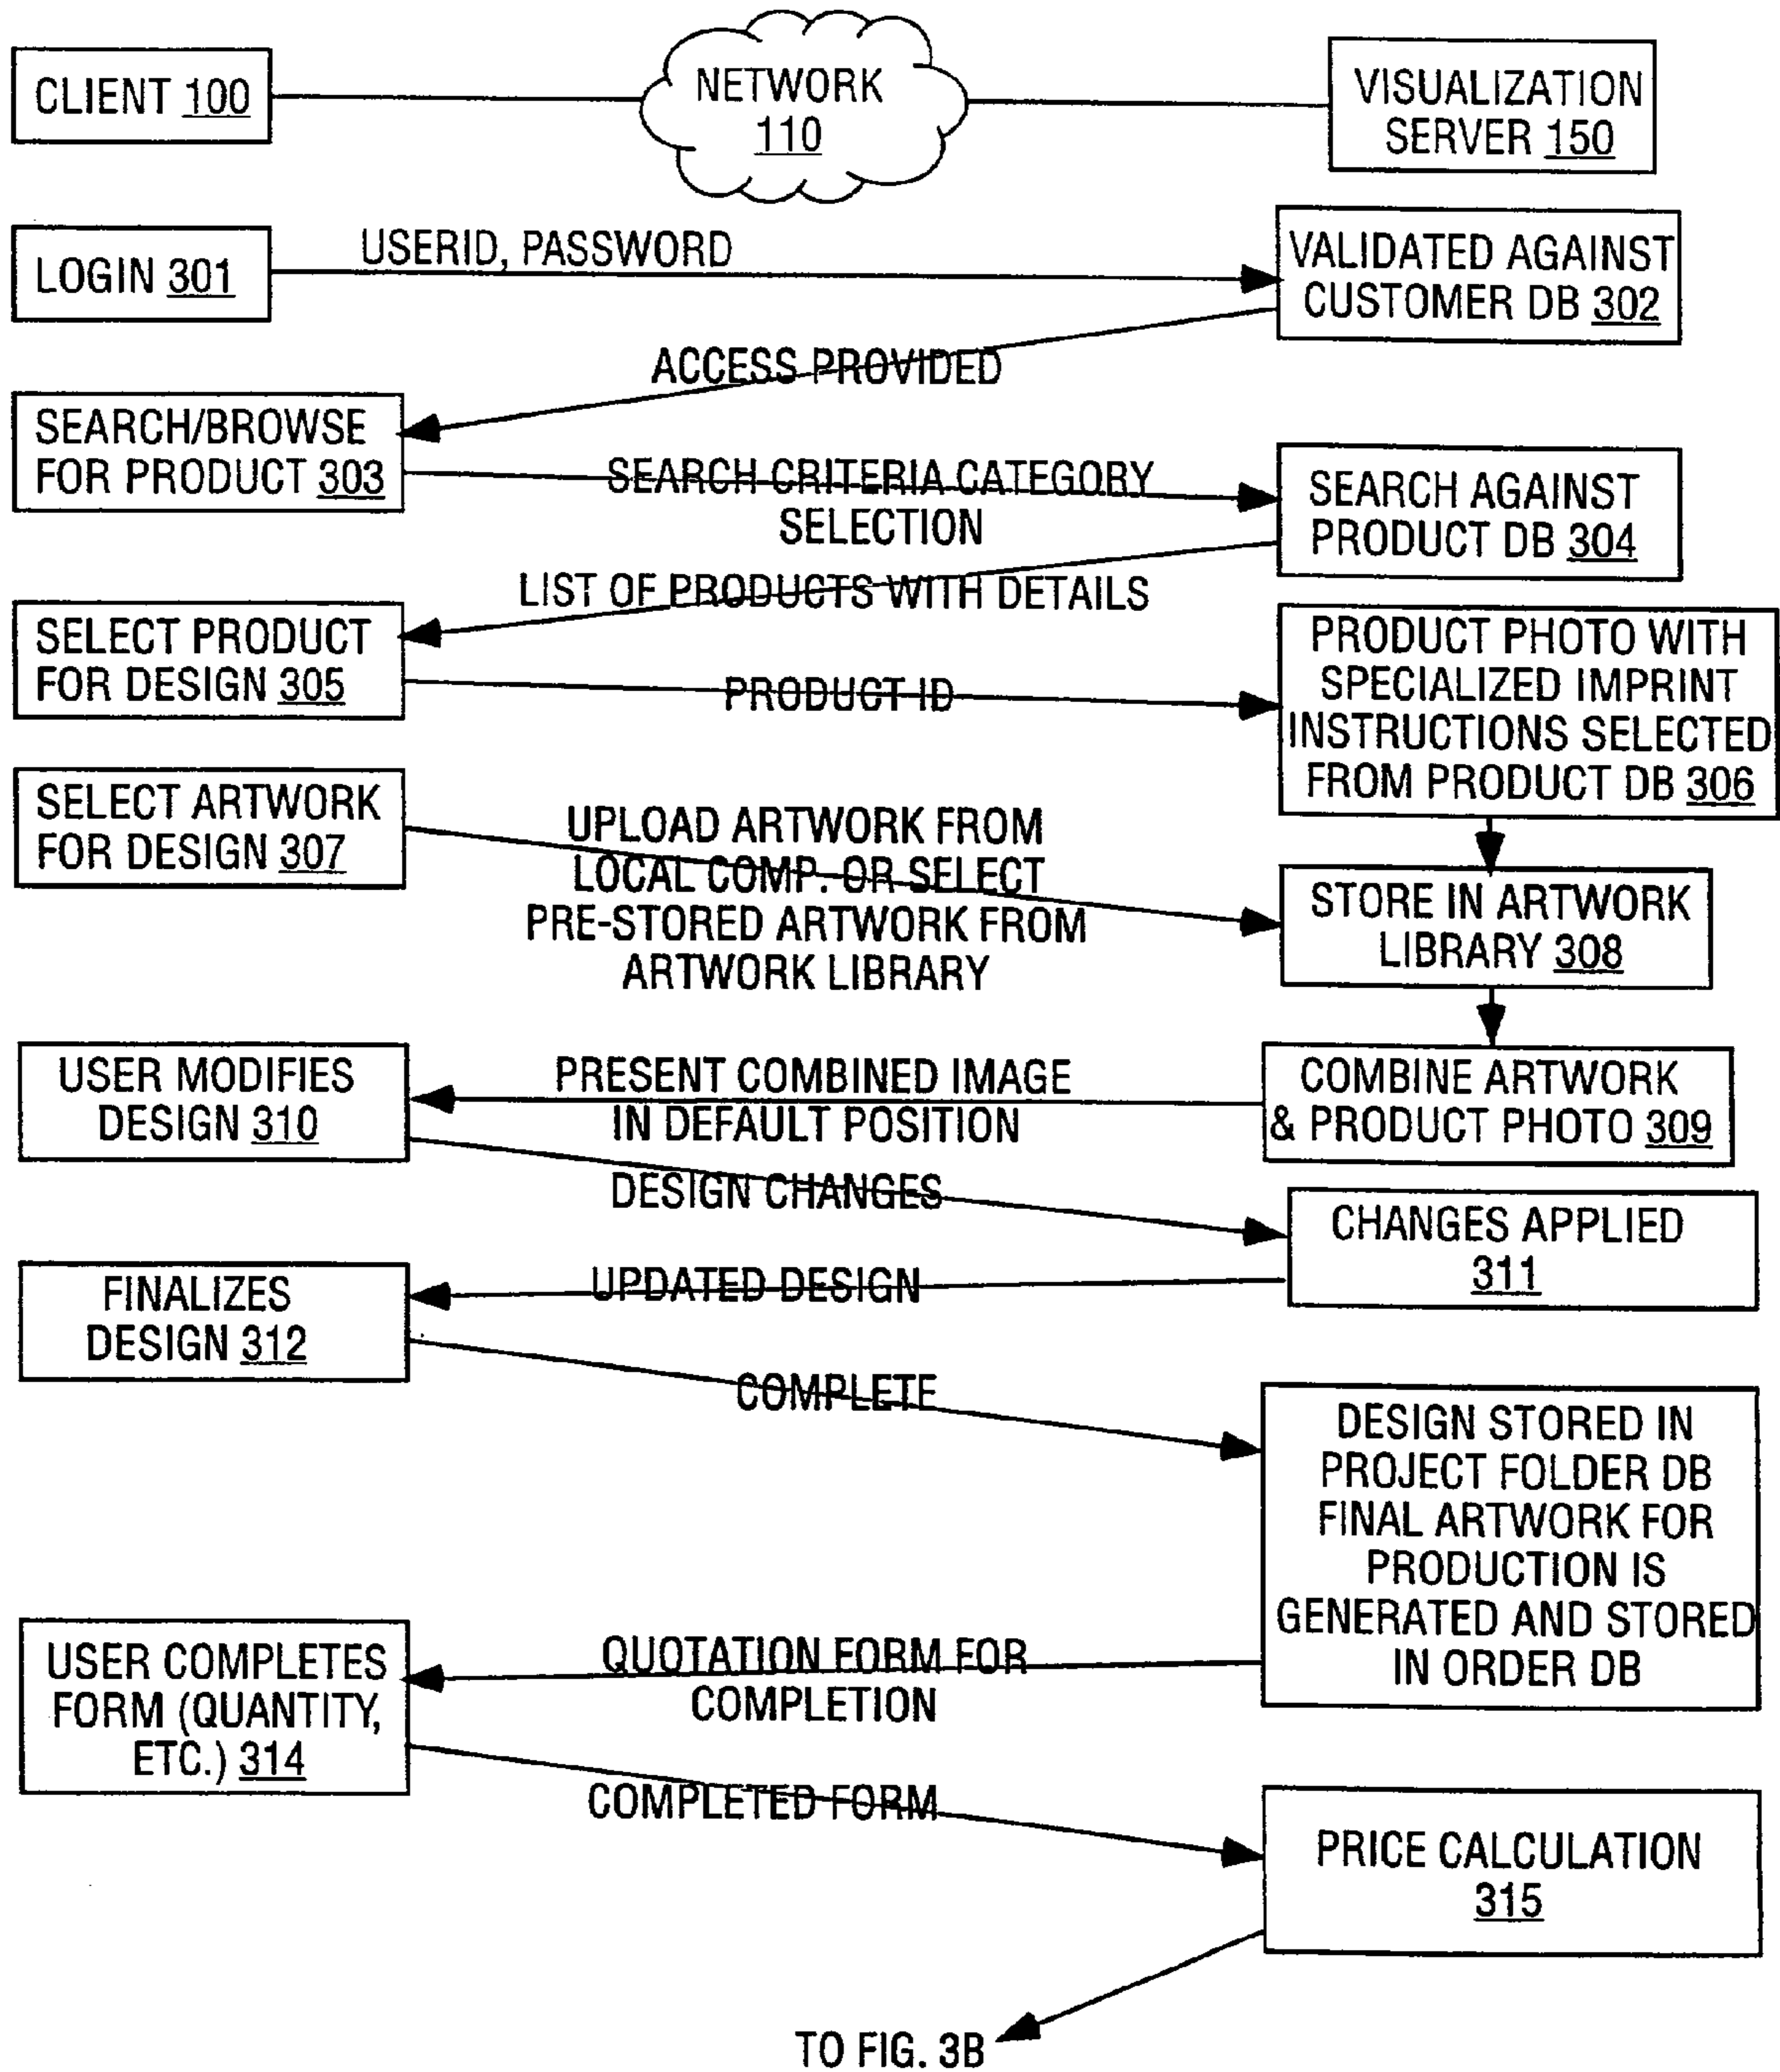 CLIENT 100
NETWORK
110
VISUALIZATION
SERVER 150
LOGIN 301
USERID, PASSWORD
VALIDATED AGAINST
CUSTOMER DB 302
ACCESS PROVIDED
SEARCH/BROWSE
FOR PRODUCT 303
SEARCH CRITERIA CATEGORY
SELECTION
SEARCH AGAINST
PRODUCT DB 304
LIST OF PRODUCTS WITH DETAILS
SELECT PRODUCT
FOR DESIGN 305
PRODUCT ID
PRODUCT PHOTO WITH
SPECIALIZED IMPRINT
INSTRUCTIONS SELECTED
FROM PRODUCT DB 306
SELECT ARTWORK
FOR DESIGN 307
UPLOAD ARTWORK FROM
LOCAL COMP. OR SELECT
PRE-STORED ARTWORK FROM
ARTWORK LIBRARY
STORE IN ARTWORK
LIBRARY 308
USER MODIFIES
DESIGN 310
PRESENT COMBINED IMAGE
IN DEFAULT POSITION
COMBINE ARTWORK
& PRODUCT PHOTO 309
DESIGN CHANGES
CHANGES APPLIED
311
FINALIZES
DESIGN 312
UPDATED DESIGN
COMPLETE
DESIGN STORED IN
PROJECT FOLDER DB
FINAL ARTWORK FOR
PRODUCTION IS
GENERATED AND STORED
IN ORDER DB
USER COMPLETES
FORM (QUANTITY,
ETC.) 314
QUOTATION FORM FOR
COMPLETION
COMPLETED FORM
PRICE CALCULATION
315
TO FIG. 3B